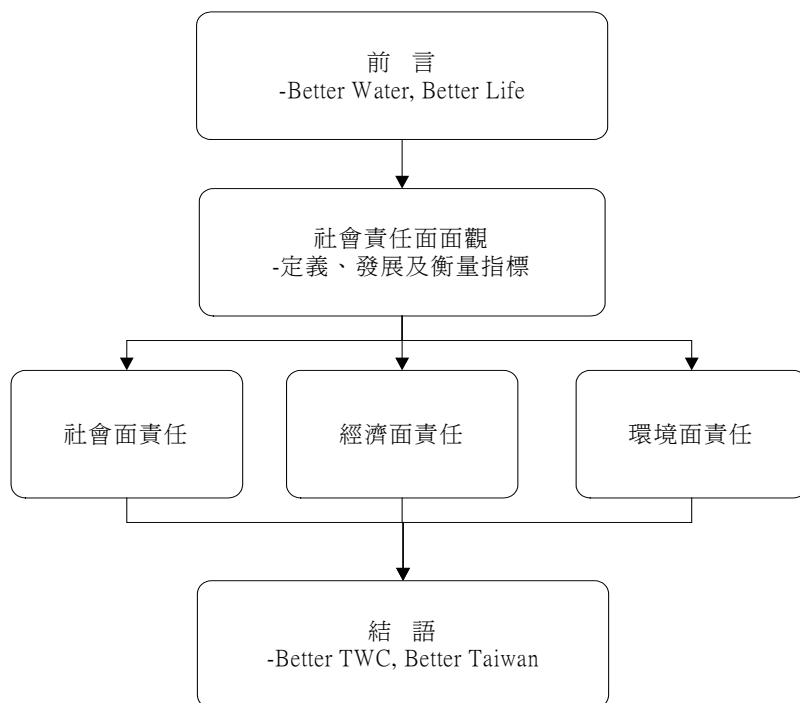 前 言
-Better Water, Better Life
社會責任面面觀
-定義、發展及衡量指標
社會面責任
經濟面責任
環境面責任
結 語
-Better TWC, Better Taiwan